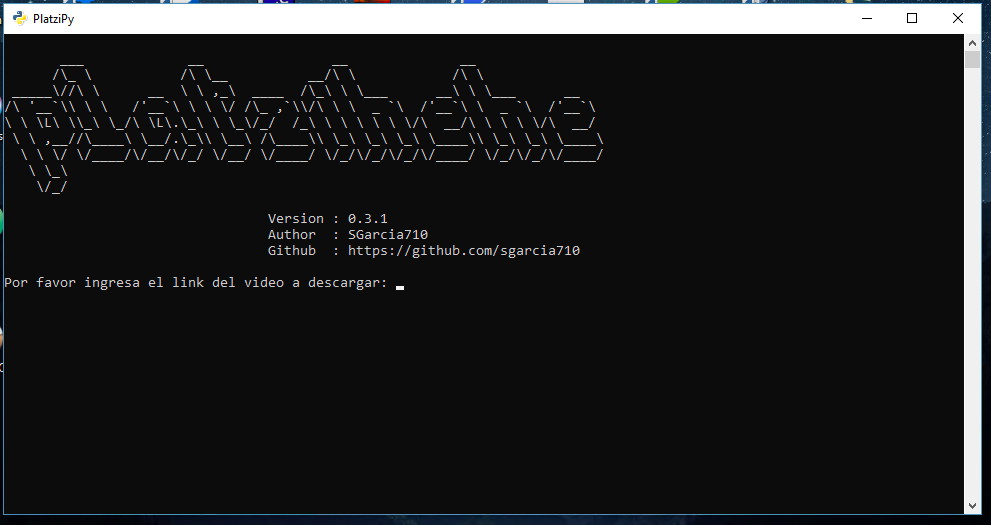 PlatziPy
Version : 0.3.1
Author : SGarcia710
Github : https://github.com/sgarcia710
Por favor ingresa el link del video a descargar: